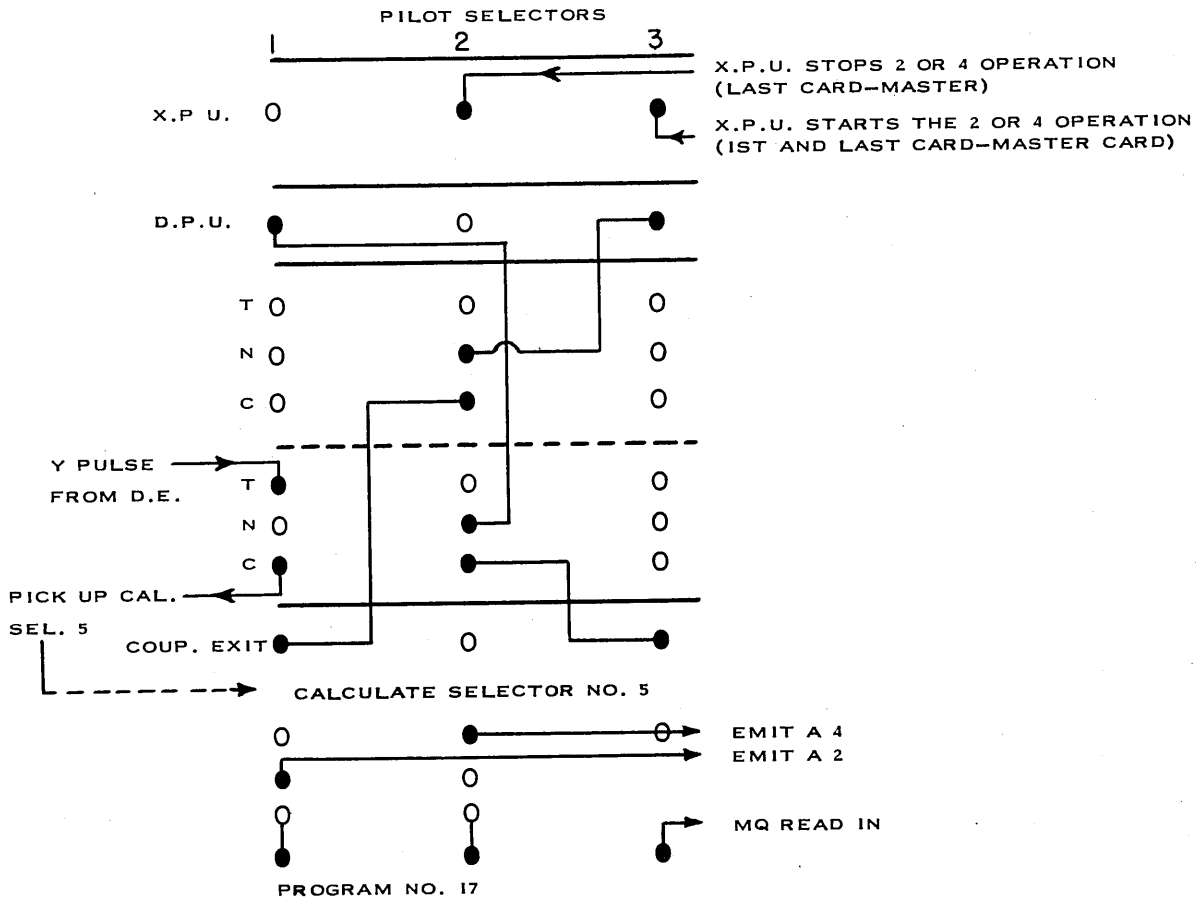 PILOT SELECTORS
1 2 3
X.P.U. STOPS 2 OR 4 OPERATION
(LAST CARD-MASTER)
X.P U.
X.P.U. STARTS THE 2 OR 4 OPERATION
(1ST AND LAST CARD-MASTER CARD)
D.P.U.
T
N
C
Y PULSE
FROM D.E.
T
N
C
PICK UP CAL.
SEL. 5
COUP. EXIT
CALCULATE SELECTOR NO. 5
EMIT A 4
EMIT A 2
MQ READ IN
PROGRAM NO. 17